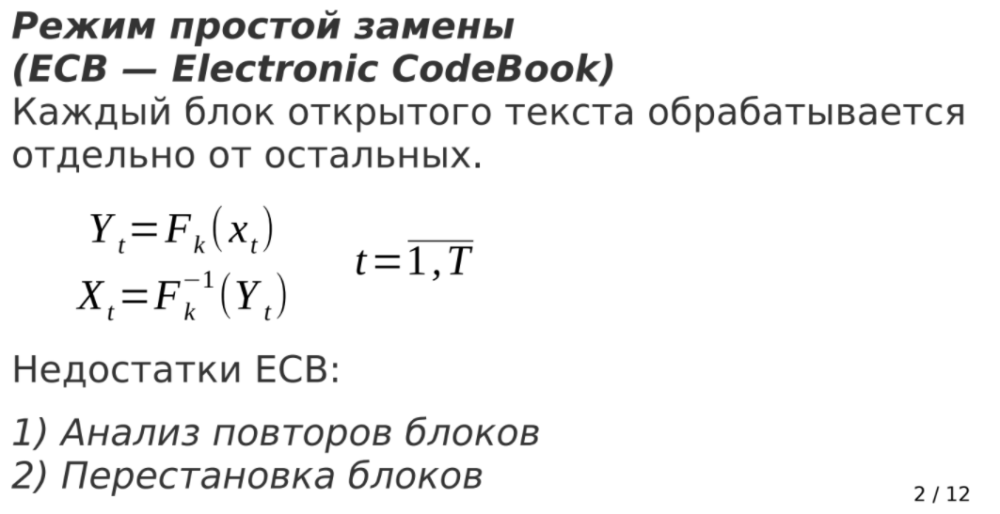 Режим простой замены
(ECB — Electronic CodeBook)
Каждый блок открытого текста обрабатывается
отдельно от остальных.
Y_t=F_k(x_t)
t=\overline{1,T}
X_t=F_k^{-1}(Y_t)
Недостатки ECB:
1) Анализ повторов блоков
2) Перестановка блоков
2 / 12